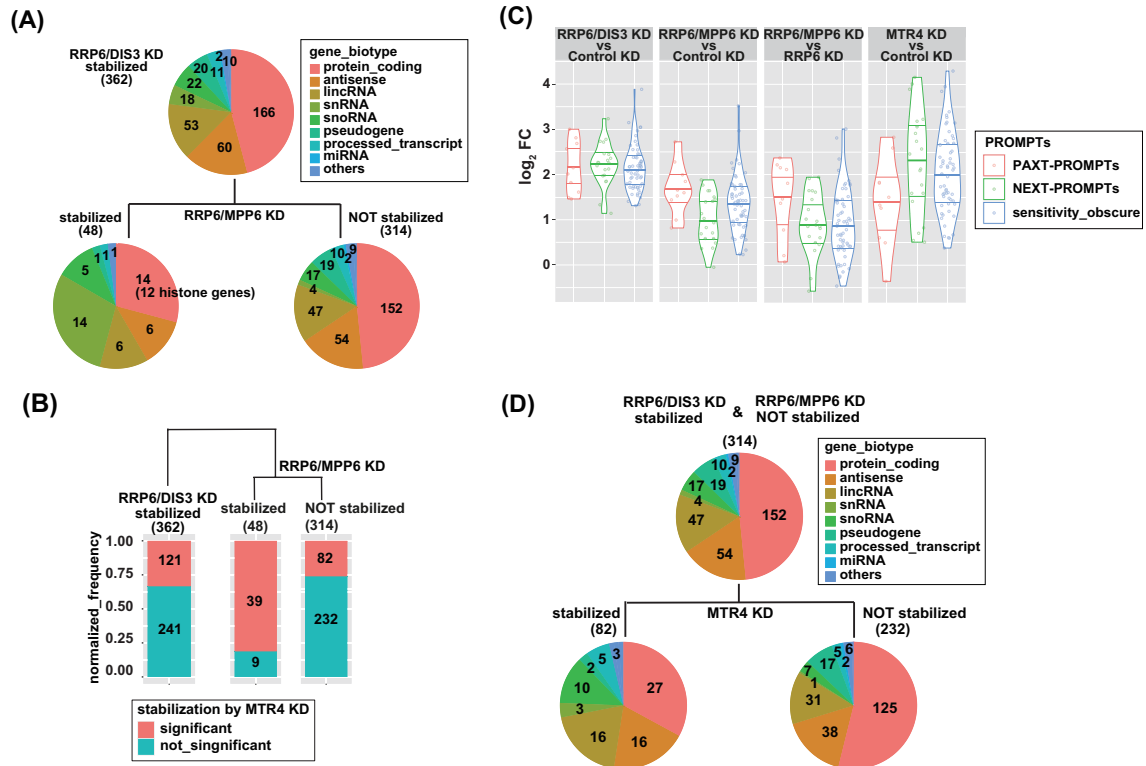 (A)
RRP6/DIS3 KD
stabilized
(362)
2
10
20
11
22
18
166
53
60
gene_biotype
protein_coding
antisense
lincRNA
snRNA
snoRNA
pseudogene
processed_transcript
miRNA
others
RRP6/MPP6 KD
stabilized
(48)
1 1 1
5
14
(12 histone genes)
14
6
6
NOT stabilized
(314)
10 9
2
19
17
4
47
152
54
(B)
RRP6/MPP6 KD
RRP6/DIS3 KD
stabilized
(362)
stabilized
(48)
NOT stabilized
(314)
normalized_frequency
1.00
0.75
0.50
0.25
0.00
121
241
39
9
82
232
stabilization by MTR4 KD
significant
not_singnificant
(C)
RRP6/DIS3 KD
vs
Control KD
RRP6/MPP6 KD
vs
Control KD
RRP6/MPP6 KD
vs
RRP6 KD
MTR4 KD
vs
Control KD
log2 FC
4
3
2
1
0
PROMPTs
PAXT-PROMPTs
NEXT-PROMPTs
sensitivity_obscure
(D)
RRP6/DIS3 KD
stabilized
&
RRP6/MPP6 KD
NOT stabilized
(314)
10 9
2
17 19
4
47
152
54
gene_biotype
protein_coding
antisense
lincRNA
snRNA
snoRNA
pseudogene
processed_transcript
miRNA
others
MTR4 KD
stabilized
(82)
5 3
2
10
3
27
16
16
NOT stabilized
(232)
5 6
2
7 17
1
31
125
38